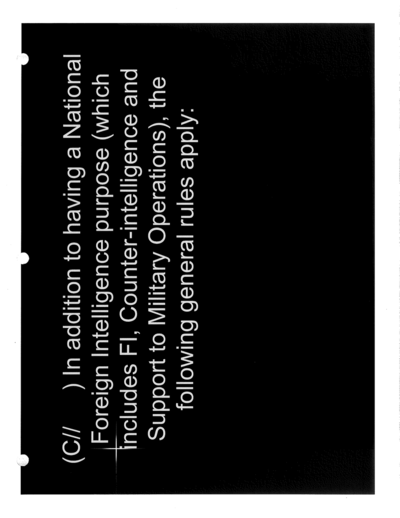 (C//    ) In addition to having a National
Foreign Intelligence purpose (which
includes FI, Counter-intelligence and
Support to Military Operations), the
following general rules apply: